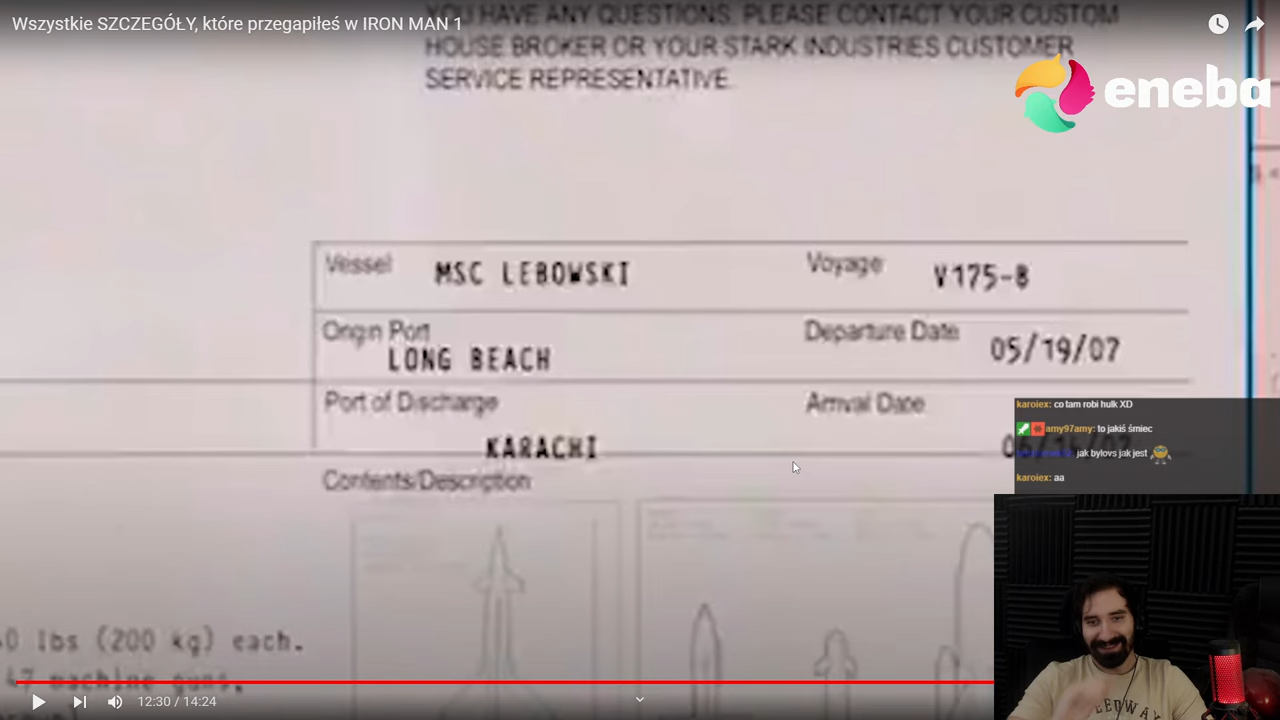 Wszystkie SZCZEGÓŁY, które przegapiłeś w IRON MAN 1
YOU HAVE ANY QUESTIONS, PLEASE CONTACT YOUR CUSTOM
HOUSE BROKER OR YOUR STARK INDUSTRIES CUSTOMER
SERVICE REPRESENTATIVE.
eneba
Vessel MSC LEBOWSKI Voyage V175-B
Origin Port Departure Date 05/19/07
LONG BEACH
Port of Discharge Arrival Date
KARACHI
Contents/Description
karoiex: co tam robi hulk XD
amy97amy: to jakiś śmiec
jak bylovs jak jest
karoiex: aa
lbs (200 kg) each.
47 machine guns,
12:30 / 14:24